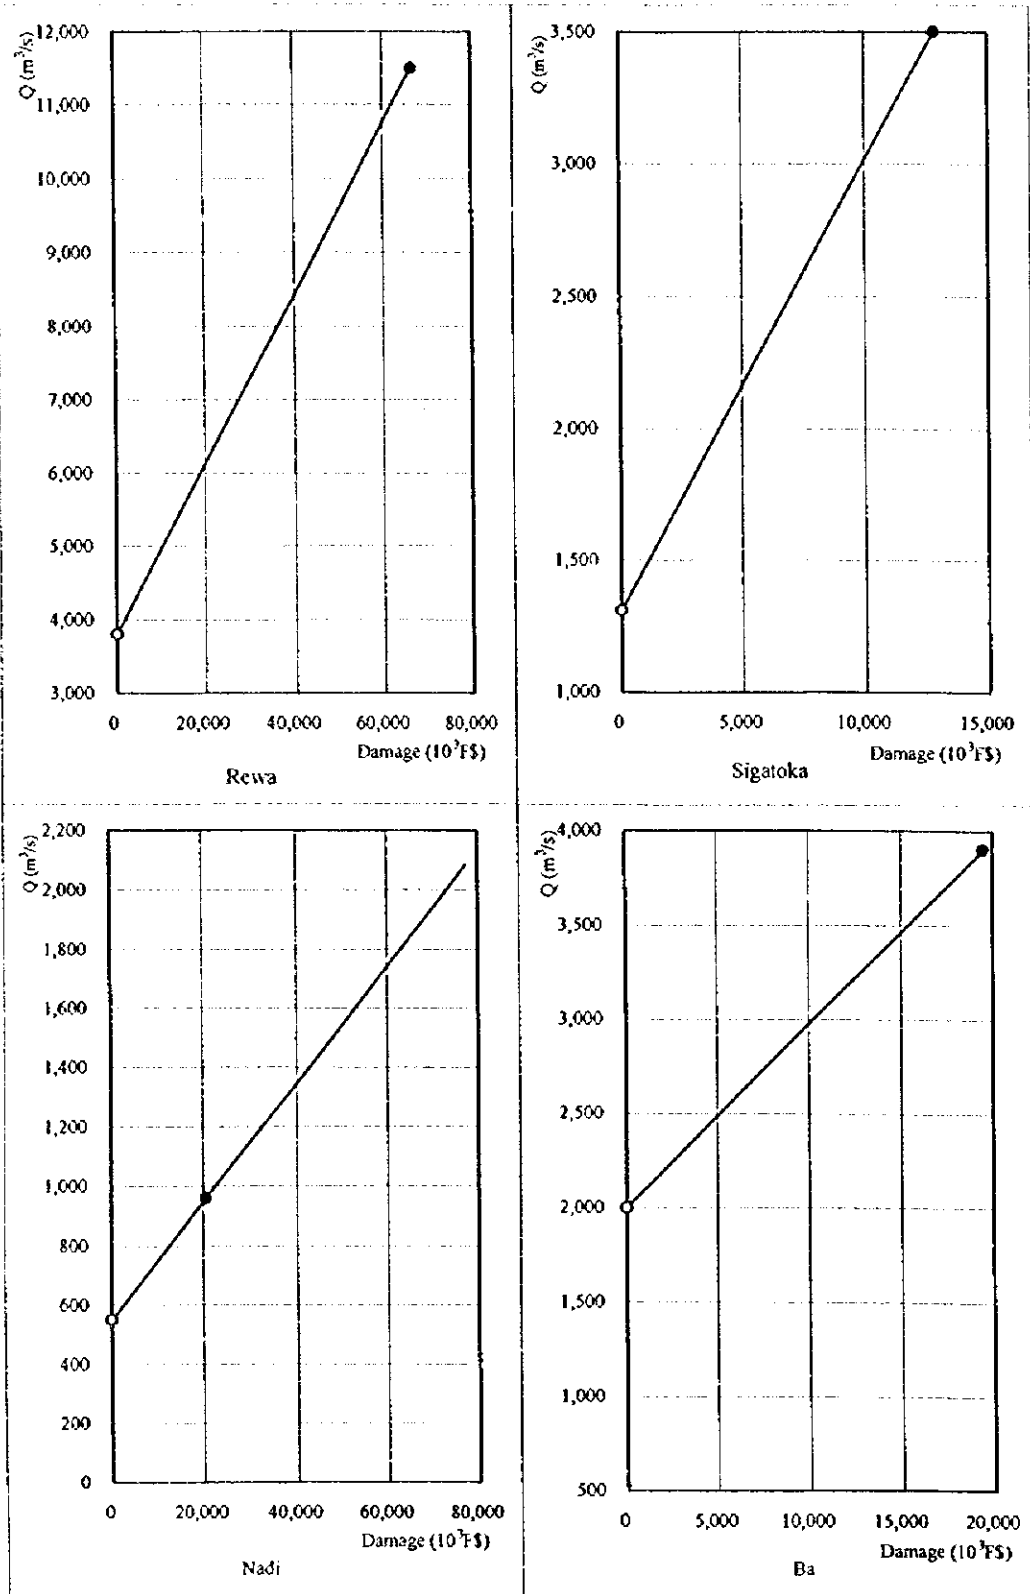 Q (m³/s)
12,000
11,000
10,000
9,000
8,000
7,000
6,000
5,000
4,000
3,000
0 20,000 40,000 60,000 80,000
Damage (10³F$)
Rewa
Q (m³/s)
3,500
3,000
2,500
2,000
1,500
1,000
0 5,000 10,000 15,000
Damage (10³F$)
Sigatoka
Q (m³/s)
2,200
2,000
1,800
1,600
1,400
1,200
1,000
800
600
400
200
0
0 20,000 40,000 60,000 80,000
Damage (10³F$)
Nadi
Q (m³/s)
4,000
3,500
3,000
2,500
2,000
1,500
1,000
500
0 5,000 10,000 15,000 20,000
Damage (10³F$)
Ba